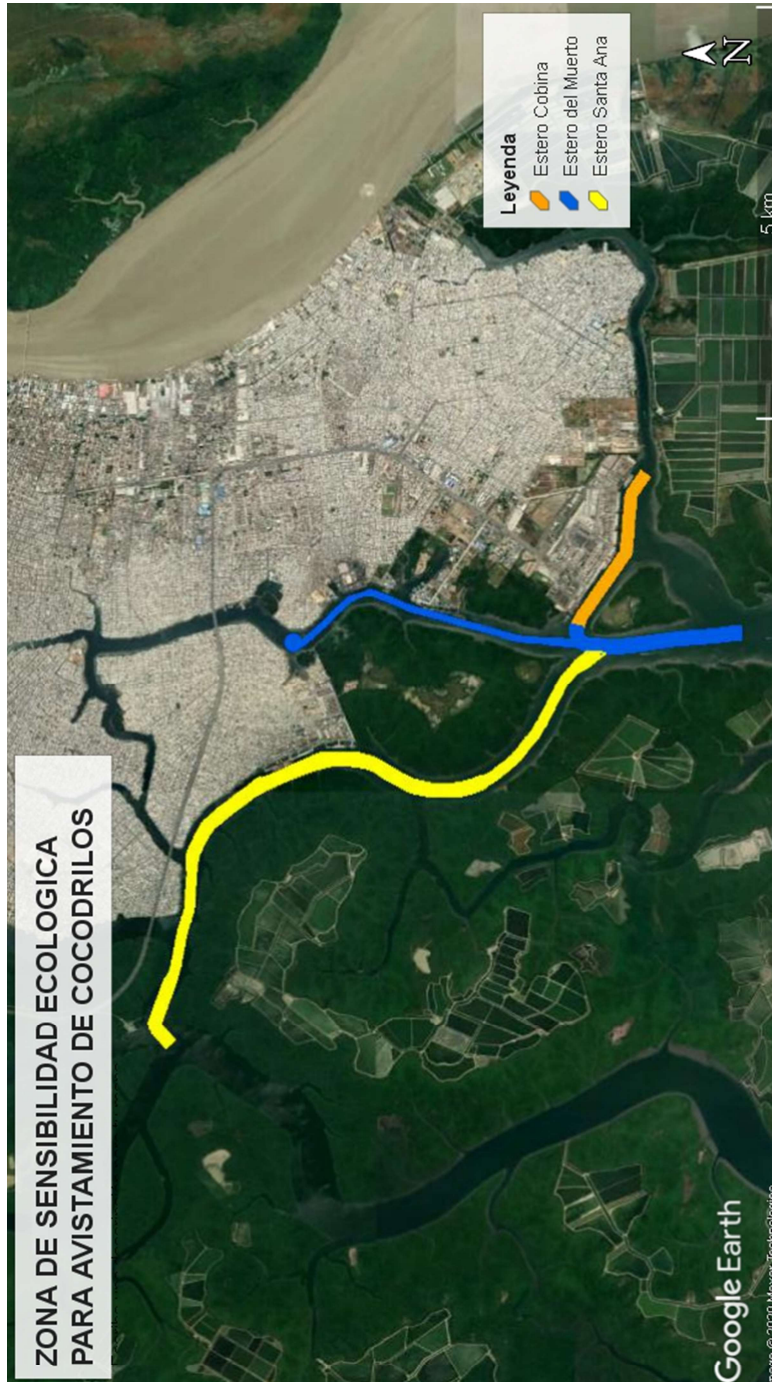 ZONA DE SENSIBILIDAD ECOLOGICA
PARA AVISTAMIENTO DE COCODRILOS
Leyenda
Estero Cobina
Estero del Muerto
Estero Santa Ana
N
5 km
Google Earth